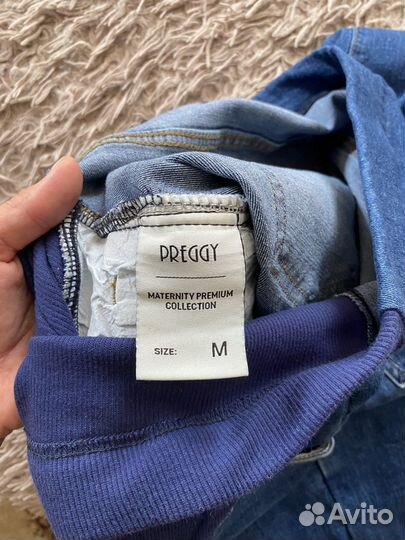 PREGGY
MATERNITY PREMIUM
COLLECTION
SIZE: M
Avito